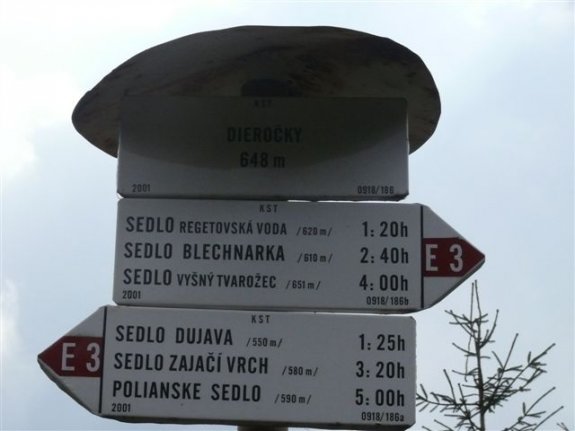 KST
DIEROČKY
648 m
2001 0918/186
KST
SEDLO REGETOVSKÁ VODA /620 m/ 1:20h
SEDLO BLECHNARKA /610 m/ 2:40h
SEDLO VYŠNÝ TVAROŽEC /651 m/ 4:00h
2001 0918/186b
E 3
KST
SEDLO DUJAVA /550 m/ 1:25h
SEDLO ZAJAČÍ VRCH /580 m/ 3:20h
POLIANSKE SEDLO /590 m/ 5:00h
2001 0918/186a
E 3